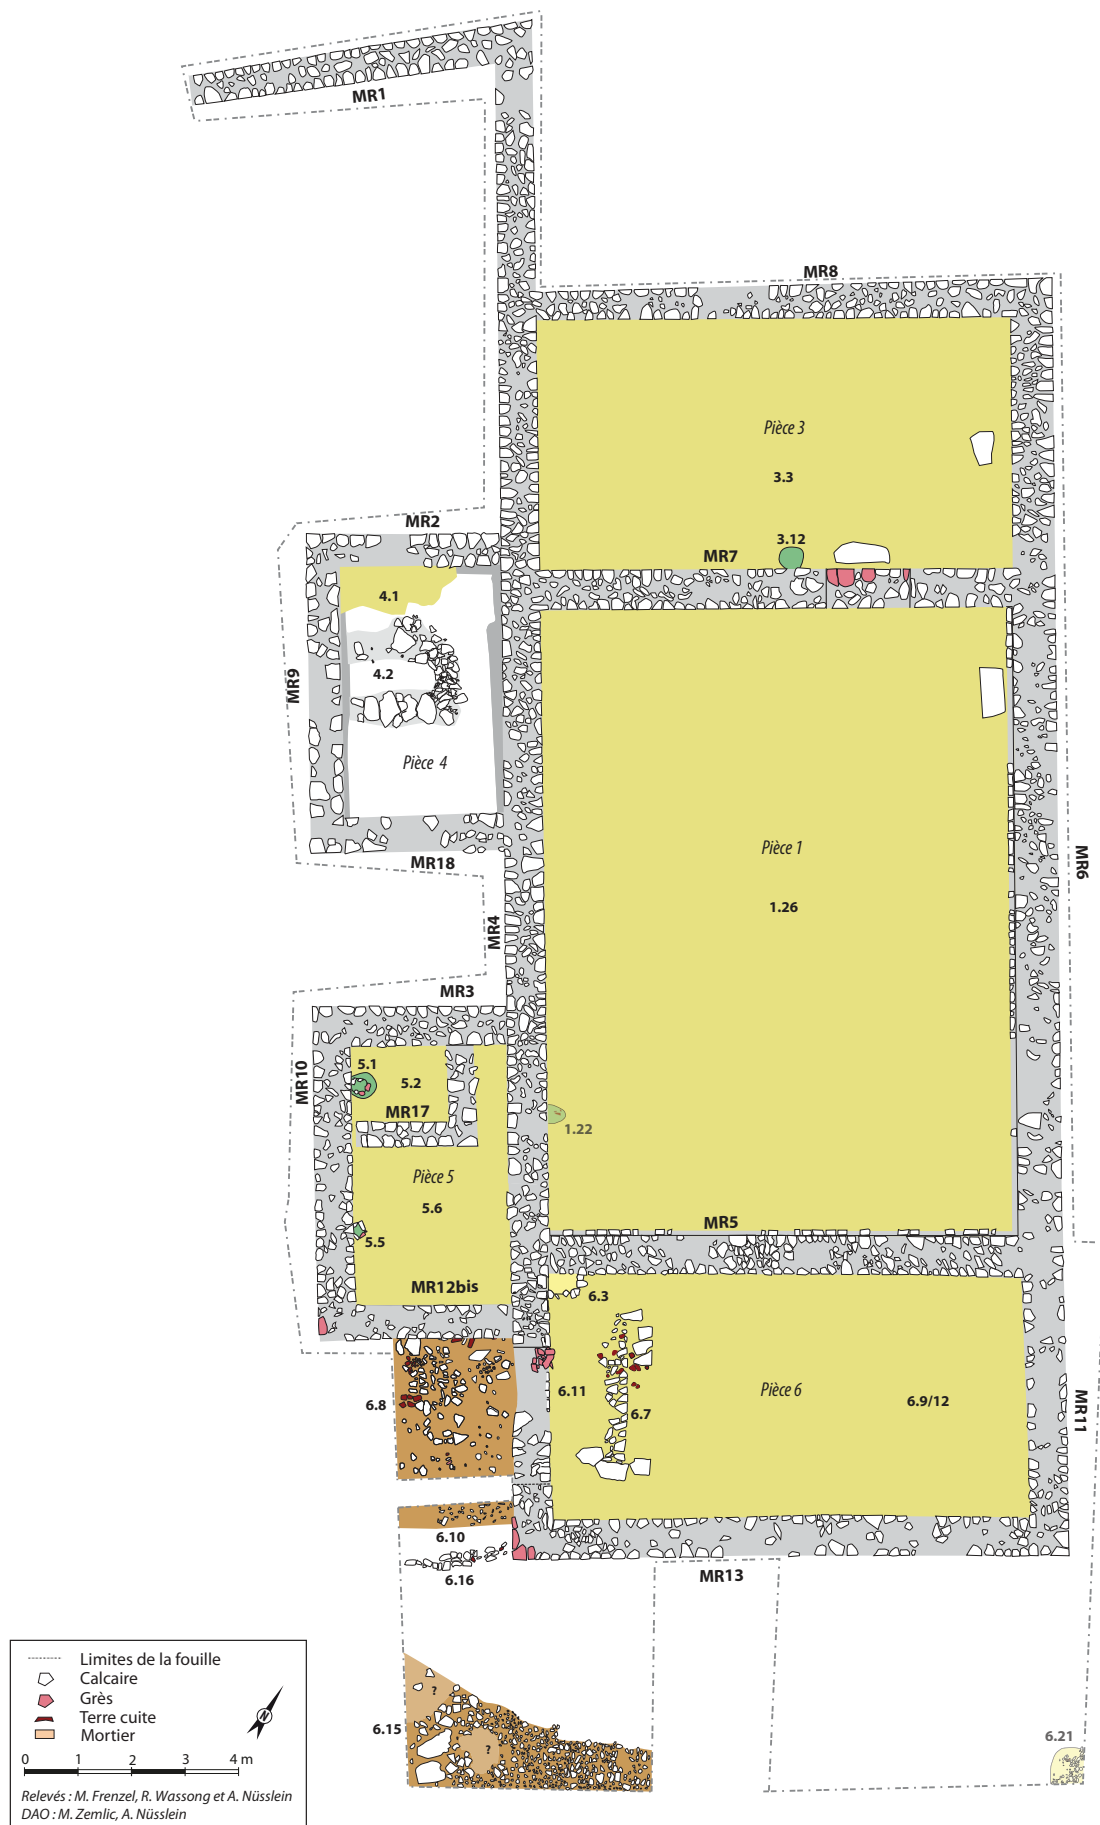 MR1
MR8
Pièce 3
3.3
3.12
MR7
MR2
4.1
4.2
MR9
Pièce 4
MR18
Pièce 1
1.26
MR6
MR4
MR3
MR10
5.1
5.2
MR17
1.22
Pièce 5
5.6
5.5
MR5
MR12bis
6.3
6.11
6.7
Pièce 6
6.9/12
MR11
6.8
6.10
6.16
MR13
6.15
?
?
6.21
Limites de la fouille
Calcaire
Grès
Terre cuite
Mortier
N
0 1 2 3 4 m
Relevés : M. Frenzel, R. Wassong et A. Nüsslein
DAO : M. Zemlic, A. Nüsslein